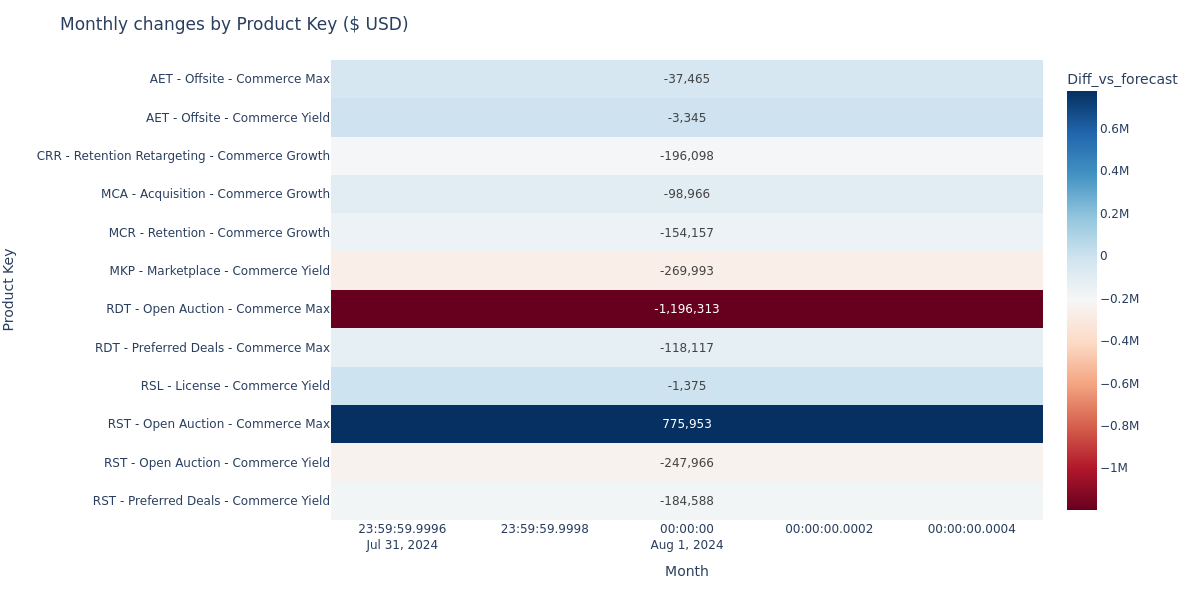 Monthly changes by Product Key ($ USD)
Product Key
AET - Offsite - Commerce Max -37,465
AET - Offsite - Commerce Yield -3,345
CRR - Retention Retargeting - Commerce Growth -196,098
MCA - Acquisition - Commerce Growth -98,966
MCR - Retention - Commerce Growth -154,157
MKP - Marketplace - Commerce Yield -269,993
RDT - Open Auction - Commerce Max -1,196,313
RDT - Preferred Deals - Commerce Max -118,117
RSL - License - Commerce Yield -1,375
RST - Open Auction - Commerce Max 775,953
RST - Open Auction - Commerce Yield -247,966
RST - Preferred Deals - Commerce Yield -184,588
23:59:59.9996 23:59:59.9998 00:00:00 00:00:00.0002 00:00:00.0004
Jul 31, 2024 Aug 1, 2024
Month
Diff_vs_forecast
0.6M
0.4M
0.2M
0
−0.2M
−0.4M
−0.6M
−0.8M
−1M